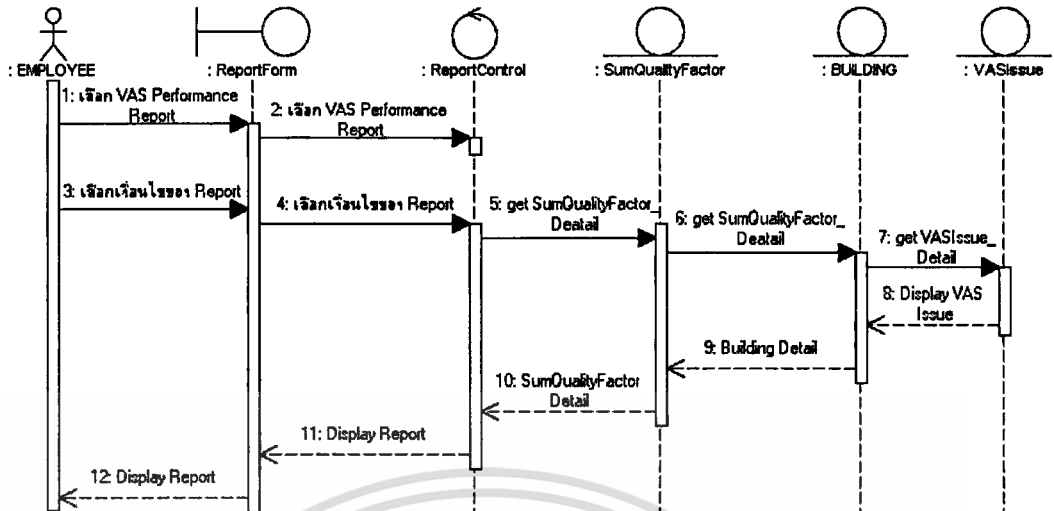 : EMPLOYEE
: ReportForm
: ReportControl
: SumQualityFactor
: BUILDING
: VASIssue
1: เลือก VAS Performance
Report
2: เลือก VAS Performance
Report
3: เลือกเงื่อนไขของ Report
4: เลือกเงื่อนไขของ Report
5: get SumQualityFactor_
Deatail
6: get SumQualityFactor_
Deatail
7: get VASIssue_
Detail
8: Display VAS
Issue
9: Building Detail
10: SumQualityFactor
Detail
11: Display Report
12: Display Report